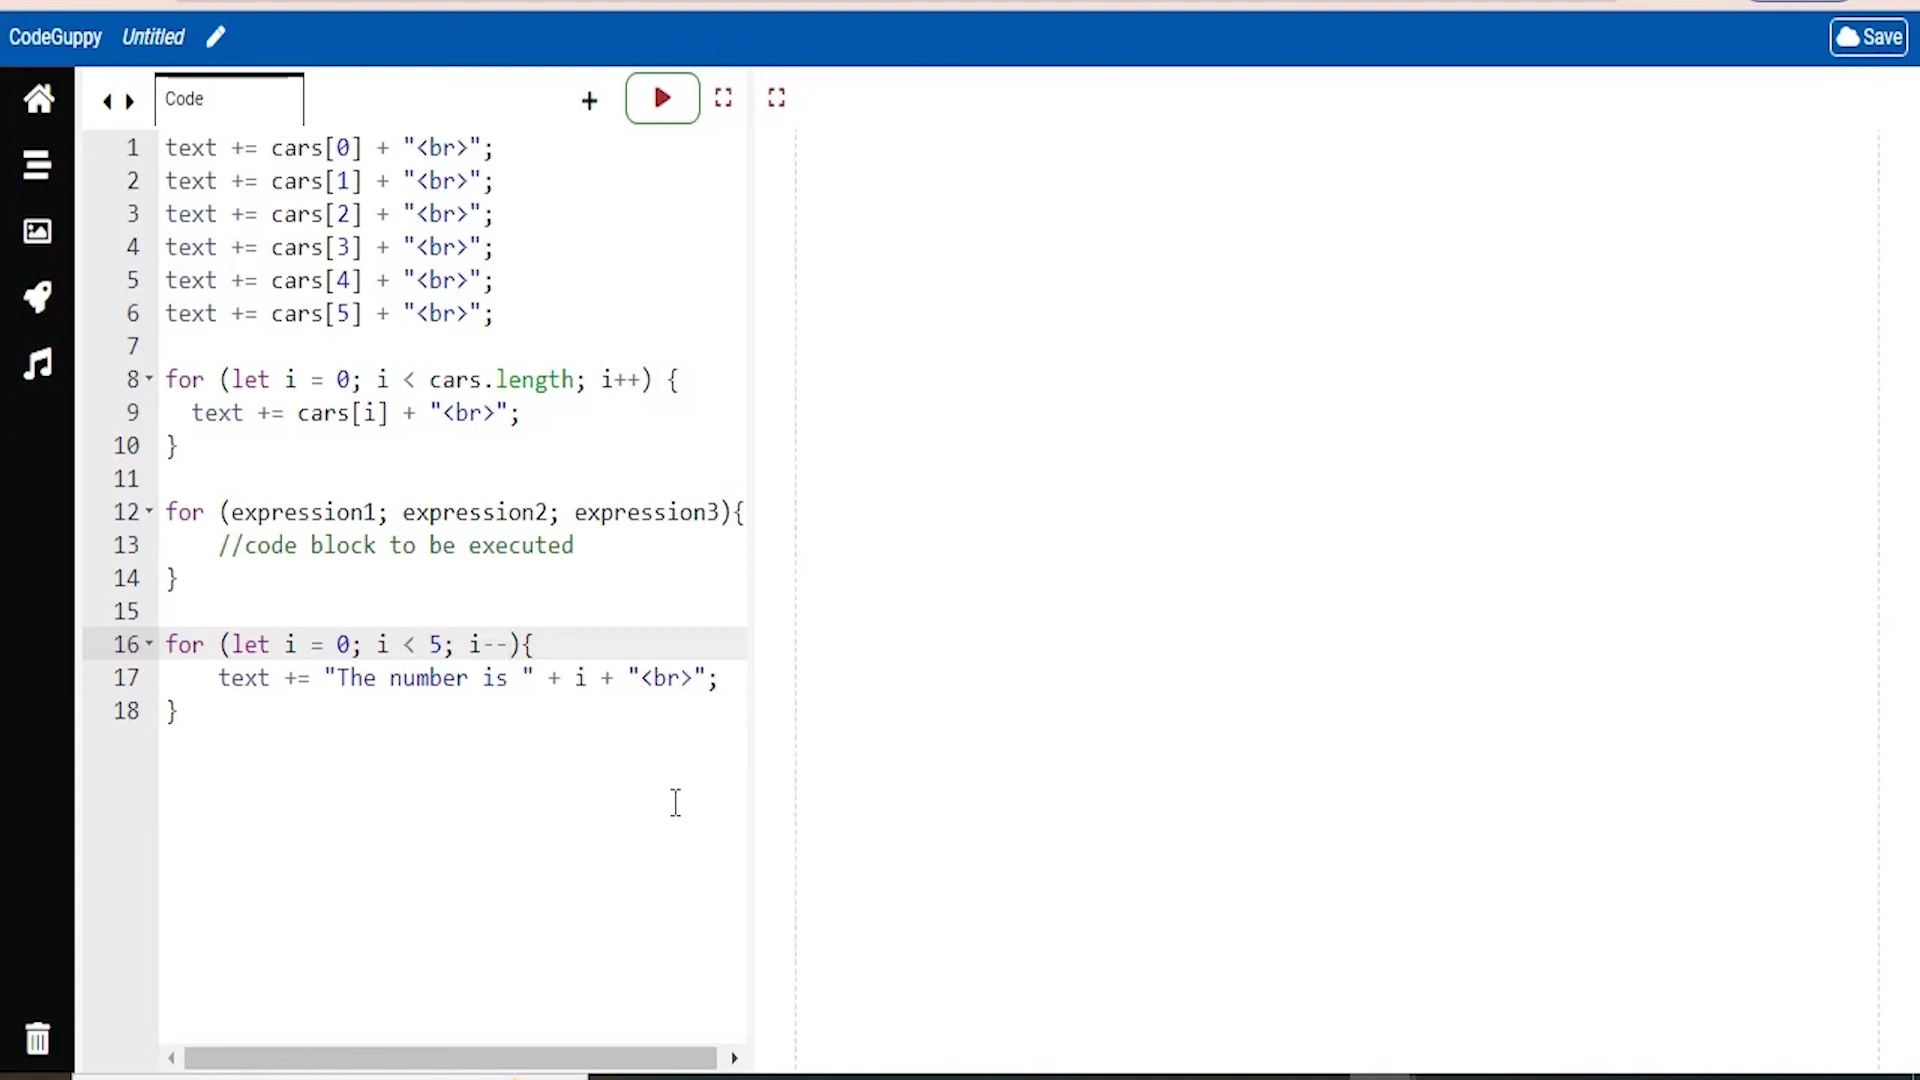 CodeGuppy Untitled Save
Code +
1 text += cars[0] + "<br>";
2 text += cars[1] + "<br>";
3 text += cars[2] + "<br>";
4 text += cars[3] + "<br>";
5 text += cars[4] + "<br>";
6 text += cars[5] + "<br>";
7
8 for (let i = 0; i < cars.length; i++) {
9   text += cars[i] + "<br>";
10 }
11
12 for (expression1; expression2; expression3){
13     //code block to be executed
14 }
15
16 for (let i = 0; i < 5; i--){
17     text += "The number is " + i + "<br>";
18 }